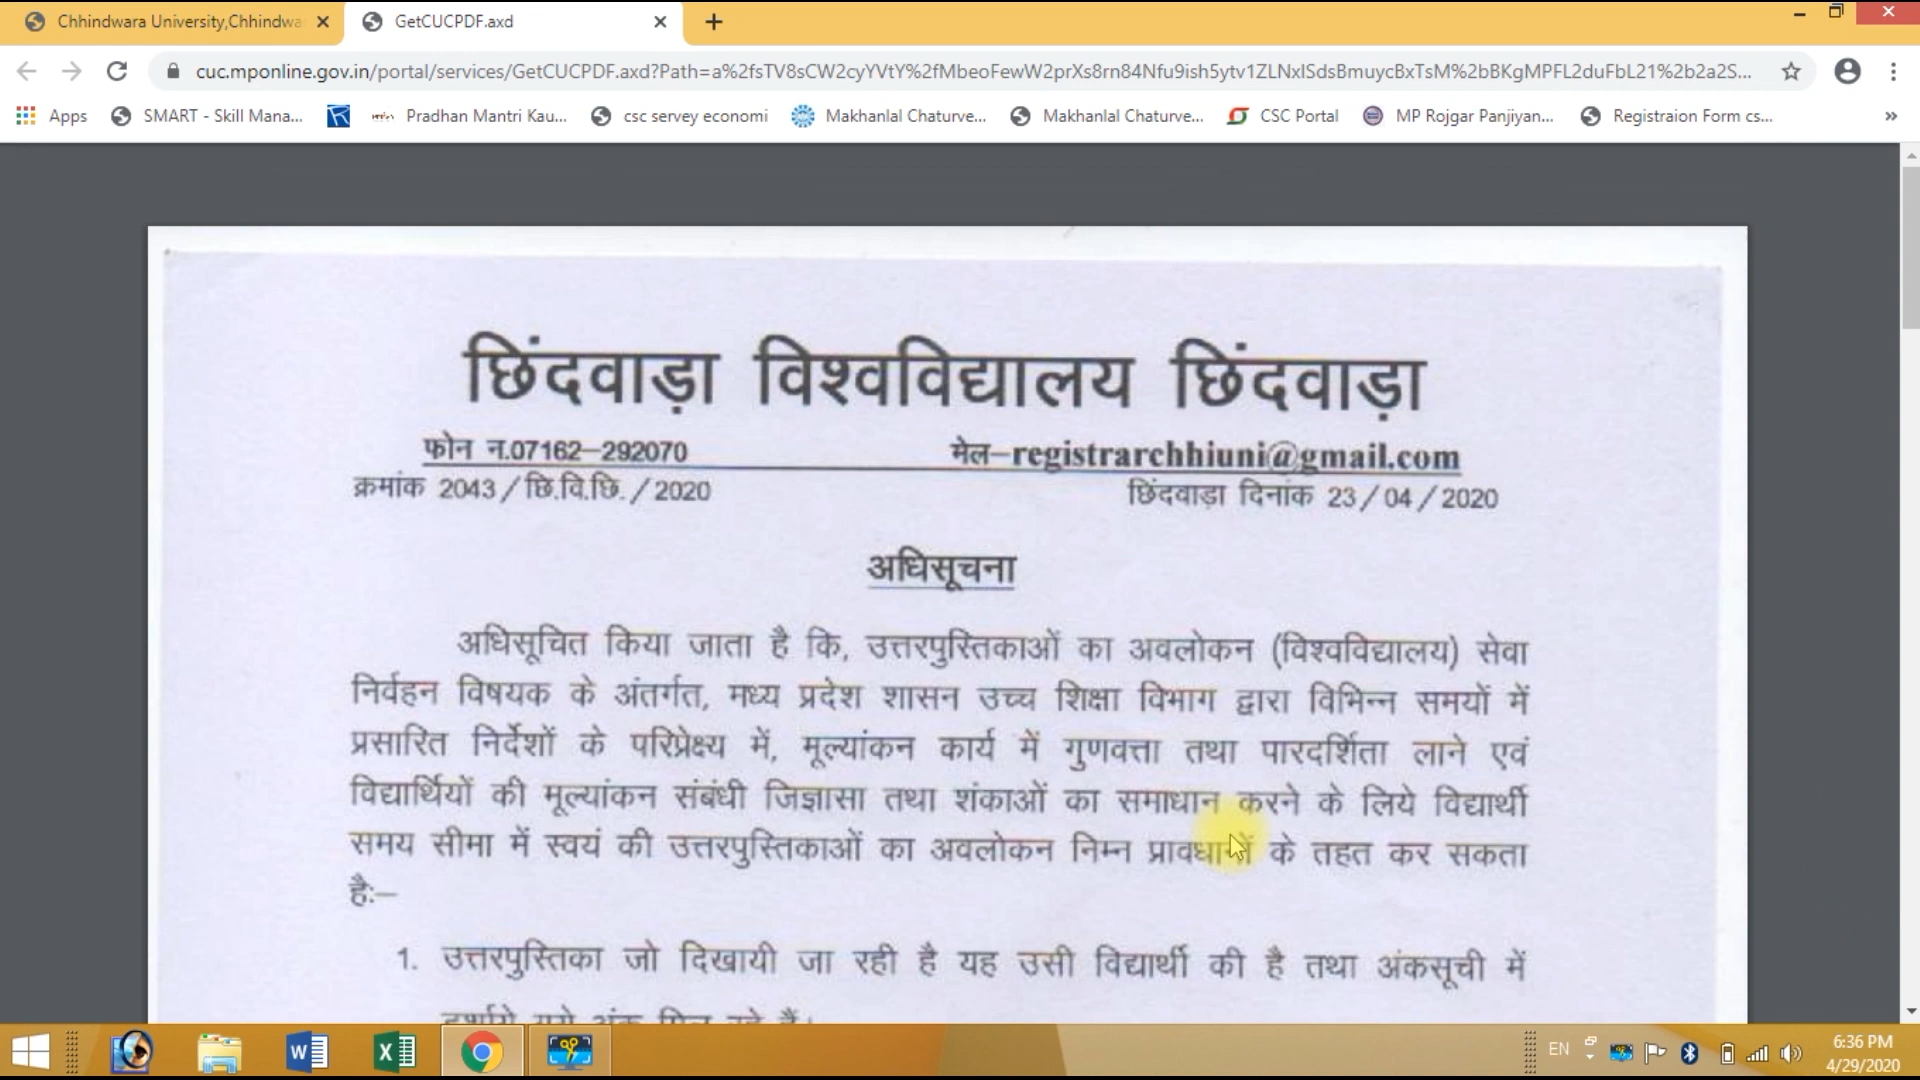 Chhindwara University,Chhindwa
GetCUCPDF.axd
cuc.mponline.gov.in/portal/services/GetCUCPDF.axd?Path=a%2fsTV8sCW2cyYVtY%2fMbeoFewW2prXs8rn84Nfu9ish5ytv1ZLNxISdsBmuycBxTsM%2bBKgMPFL2duFbL21%2b2a2S...
Apps SMART - Skill Mana... Pradhan Mantri Kau... csc servey economi Makhanlal Chaturve... Makhanlal Chaturve... CSC Portal MP Rojgar Panjiyan... Registraion Form cs...
छिंदवाड़ा विश्वविद्यालय छिंदवाड़ा
फोन न.07162–292070 मेल–registrarchhiuni@gmail.com
क्रमांक 2043/छि.वि.छि./2020 छिंदवाड़ा दिनांक 23/04/2020
अधिसूचना
अधिसूचित किया जाता है कि, उत्तरपुस्तिकाओं का अवलोकन (विश्वविद्यालय) सेवा
निर्वहन विषयक के अंतर्गत, मध्य प्रदेश शासन उच्च शिक्षा विभाग द्वारा विभिन्न समयों में
प्रसारित निर्देशों के परिप्रेक्ष्य में, मूल्यांकन कार्य में गुणवत्ता तथा पारदर्शिता लाने एवं
विद्यार्थियों की मूल्यांकन संबंधी जिज्ञासा तथा शंकाओं का समाधान करने के लिये विद्यार्थी
समय सीमा में स्वयं की उत्तरपुस्तिकाओं का अवलोकन निम्न प्रावधानों के तहत कर सकता
है:–
1. उत्तरपुस्तिका जो दिखायी जा रही है यह उसी विद्यार्थी की है तथा अंकसूची में
EN
6:36 PM
4/29/2020